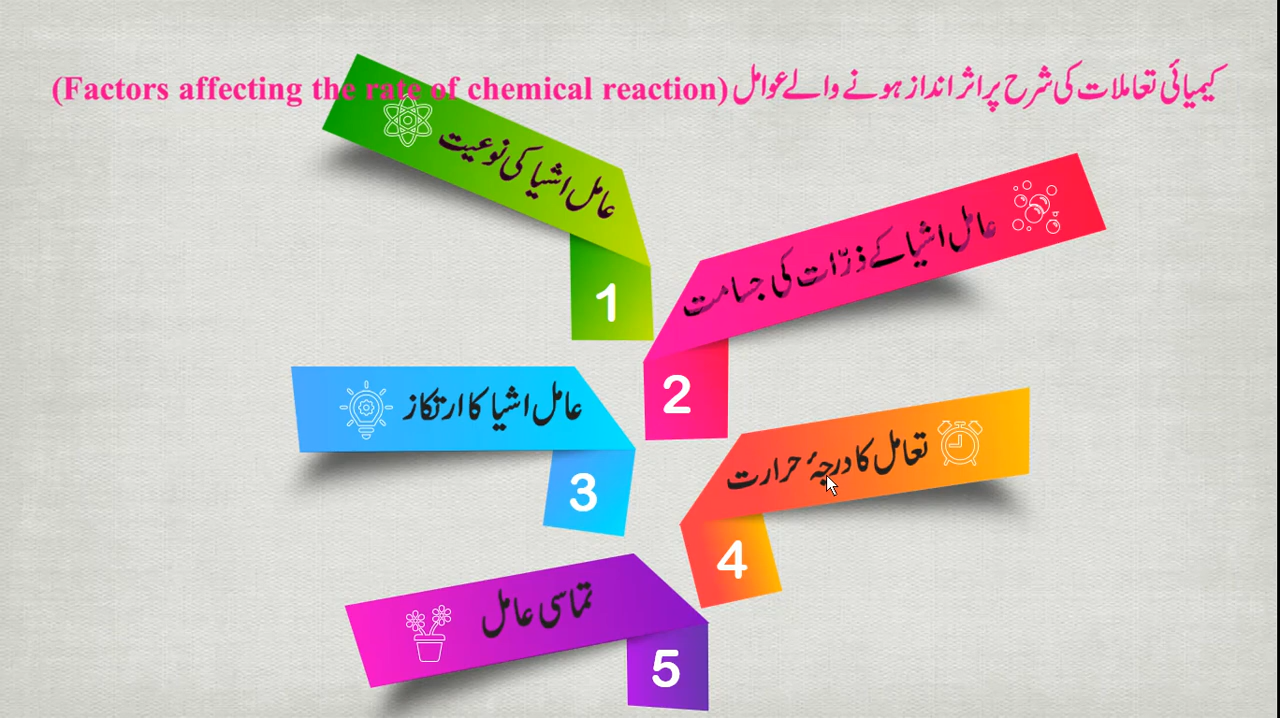 کیمیائی تعاملات کی شرح پر اثر انداز ہونے والے عوامل (Factors affecting the rate of chemical reaction)
عامل اشیا کی نوعیت
1
عامل اشیا کے ذرّات کی جسامت
2
عامل اشیا کا ارتکاز
3
تعامل کا درجۂ حرارت
4
تماسی عامل
5